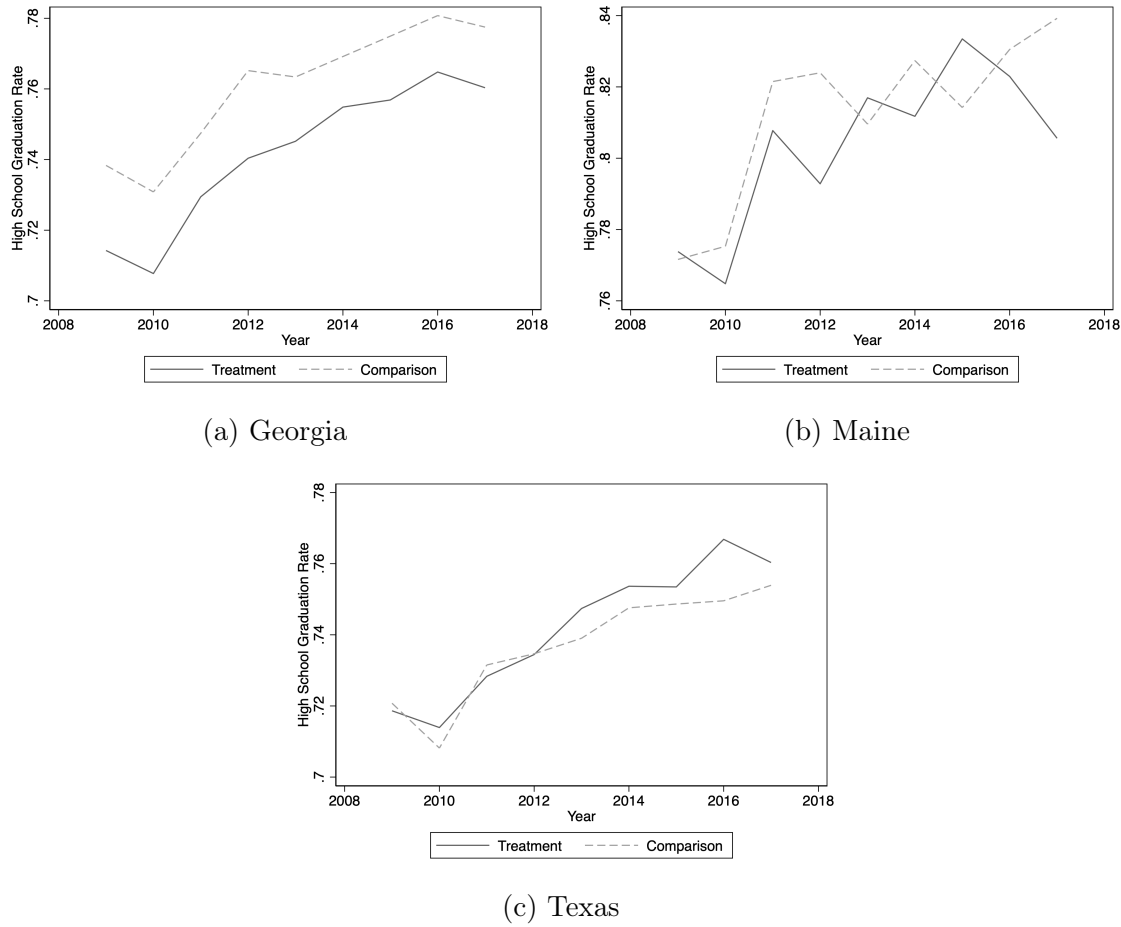 High School Graduation Rate
.78
.76
.74
.72
.7
2008 2010 2012 2014 2016 2018
Year
Treatment Comparison
(a) Georgia
High School Graduation Rate
.84
.82
.8
.78
.76
2008 2010 2012 2014 2016 2018
Year
Treatment Comparison
(b) Maine
High School Graduation Rate
.78
.76
.74
.72
.7
2008 2010 2012 2014 2016 2018
Year
Treatment Comparison
(c) Texas